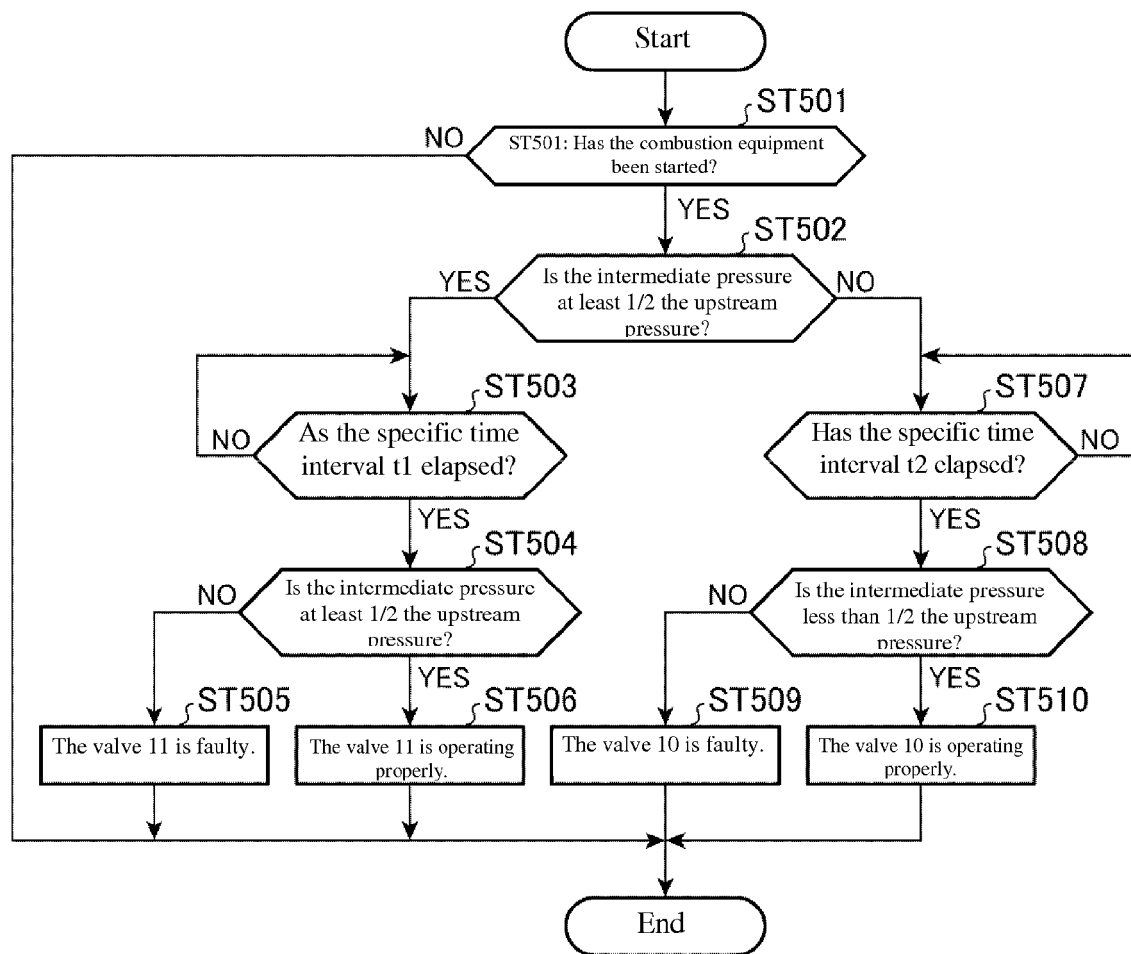 Start
ST501
NO
ST501: Has the combustion equipment
been started?
YES
ST502
YES
Is the intermediate pressure
at least 1/2 the upstream
pressure?
NO
ST503
NO
As the specific time
interval t1 elapsed?
YES
ST507
Has the specific time
interval t2 elapsed?
NO
YES
ST504
NO
Is the intermediate pressure
at least 1/2 the upstream
pressure?
YES
ST508
NO
Is the intermediate pressure
less than 1/2 the upstream
pressure?
YES
ST505
The valve 11 is faulty.
ST506
The valve 11 is operating
properly.
ST509
The valve 10 is faulty.
ST510
The valve 10 is operating
properly.
End